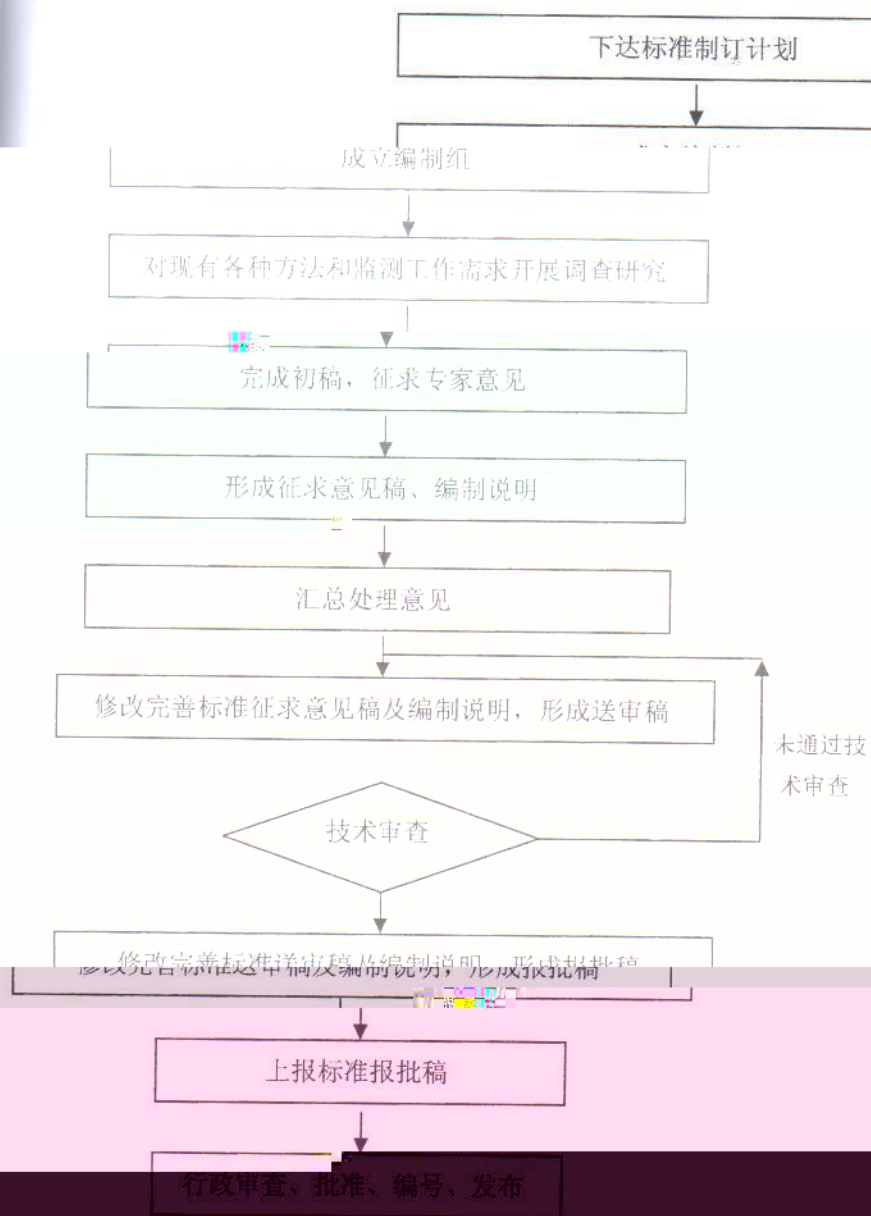 下达标准制订计划
成立编制组
对现有各种方法和监测工作需求开展调查研究
完成初稿，征求专家意见
形成征求意见稿、编制说明
汇总处理意见
修改完善标准征求意见稿及编制说明，形成送审稿
未通过技
术审查
技术审查
修改完善标准送审稿及编制说明，形成报批稿
上报标准报批稿
行政审查、批准、编号、发布